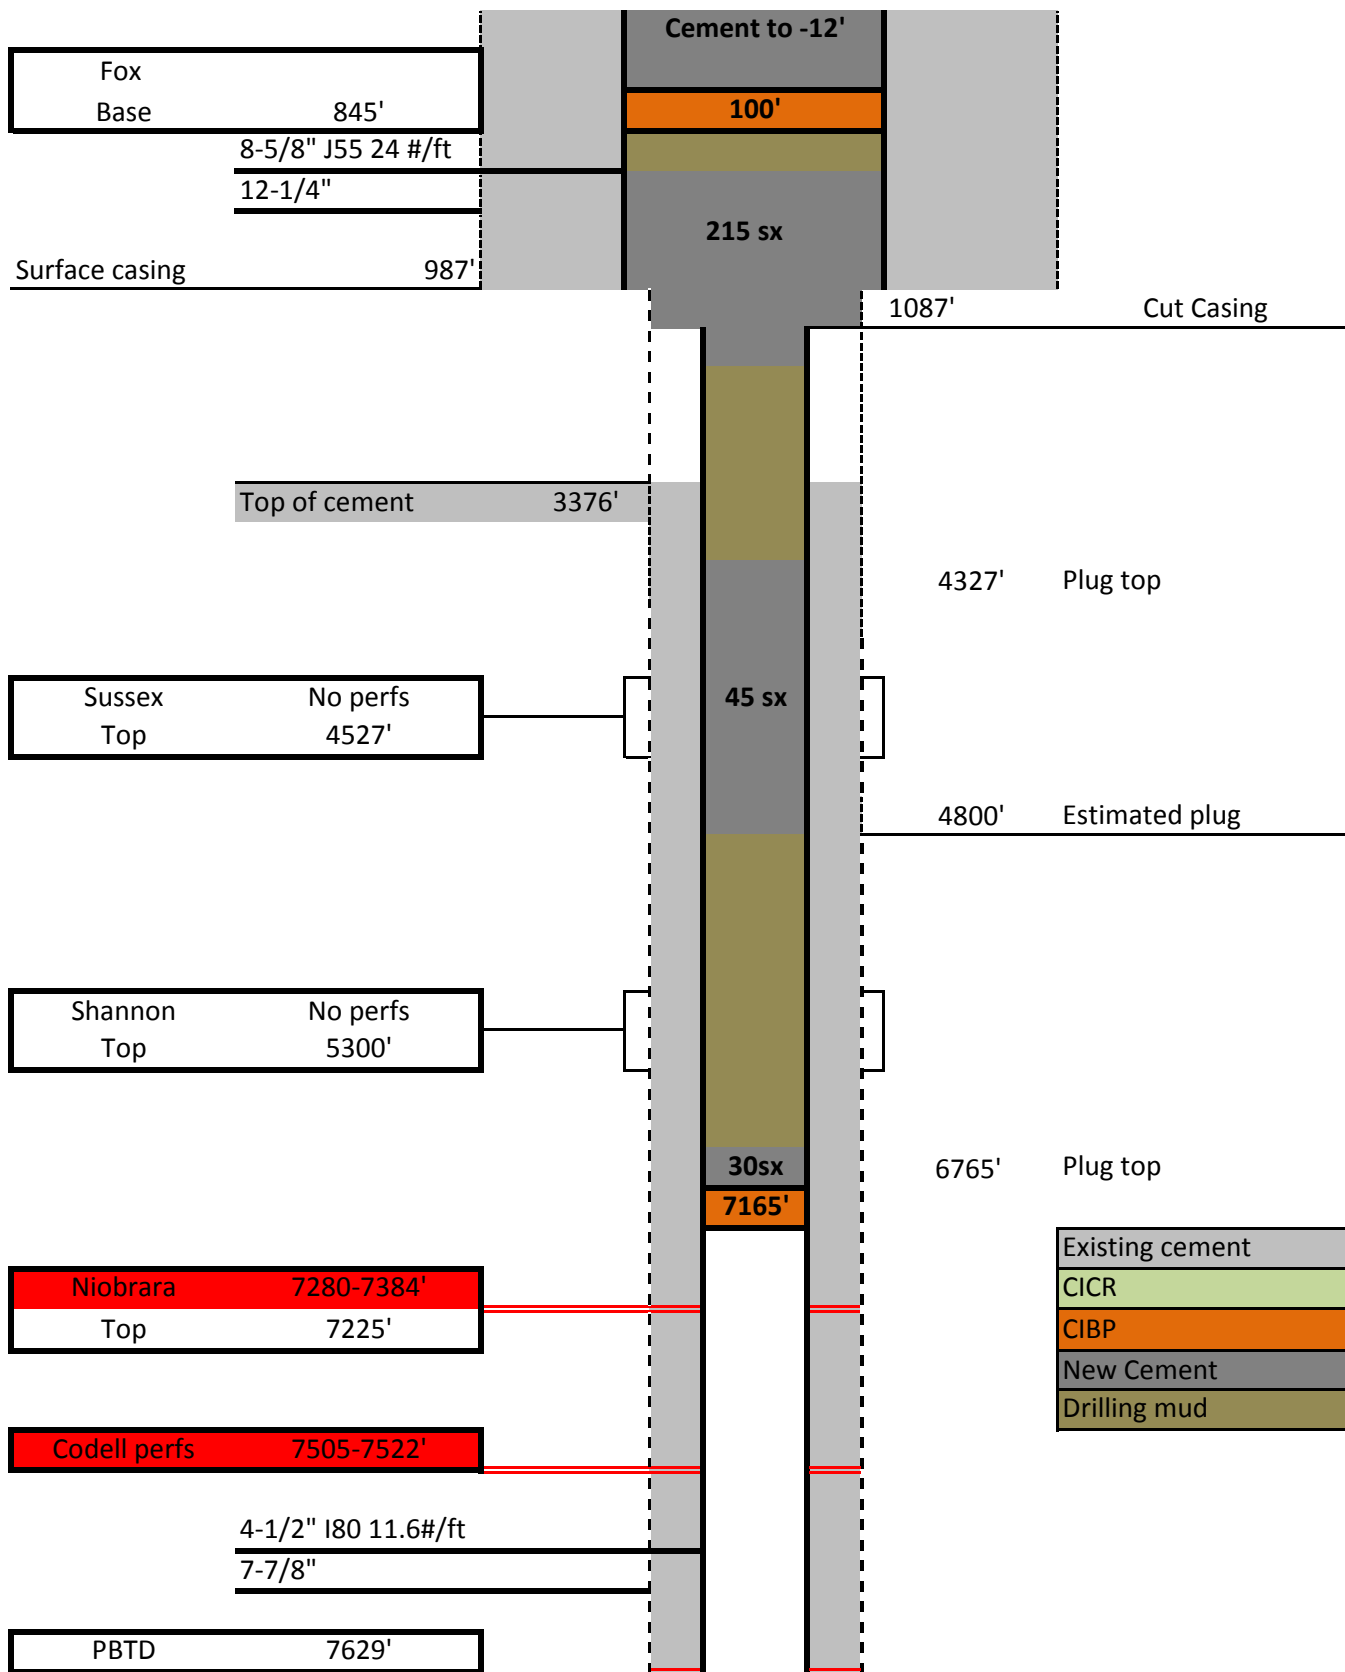 Cement to -12'
Fox
Base 845'
100'
8-5/8" J55 24 #/ft
12-1/4"
215 sx
Surface casing 987'
1087' Cut Casing
Top of cement 3376'
4327' Plug top
Sussex No perfs
45 sx
Top 4527'
4800' Estimated plug
Shannon No perfs
Top 5300'
30sx
6765' Plug top
7165'
Existing cement
Niobrara 7280-7384'
CICR
Top 7225'
CIBP
New Cement
Drilling mud
Codell perfs 7505-7522'
4-1/2" I80 11.6#/ft
7-7/8"
PBTD 7629'